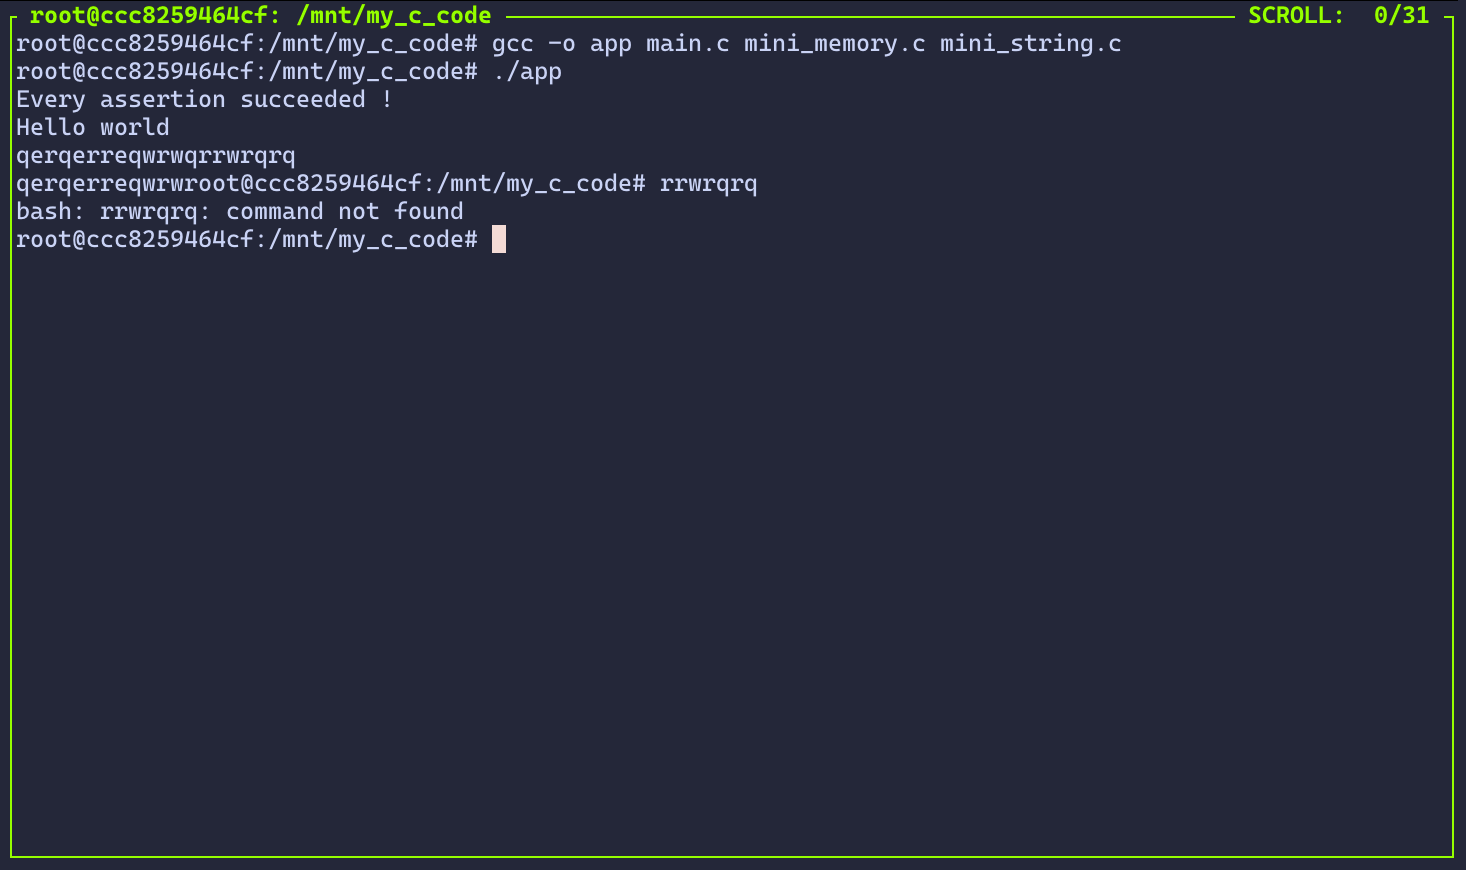 root@ccc8259464cf: /mnt/my_c_code SCROLL: 0/31
root@ccc8259464cf:/mnt/my_c_code# gcc -o app main.c mini_memory.c mini_string.c
root@ccc8259464cf:/mnt/my_c_code# ./app
Every assertion succeeded !
Hello world
qerqerreqwrwqrrwrqrq
qerqerreqwrwroot@ccc8259464cf:/mnt/my_c_code# rrwrqrq
bash: rrwrqrq: command not found
root@ccc8259464cf:/mnt/my_c_code#